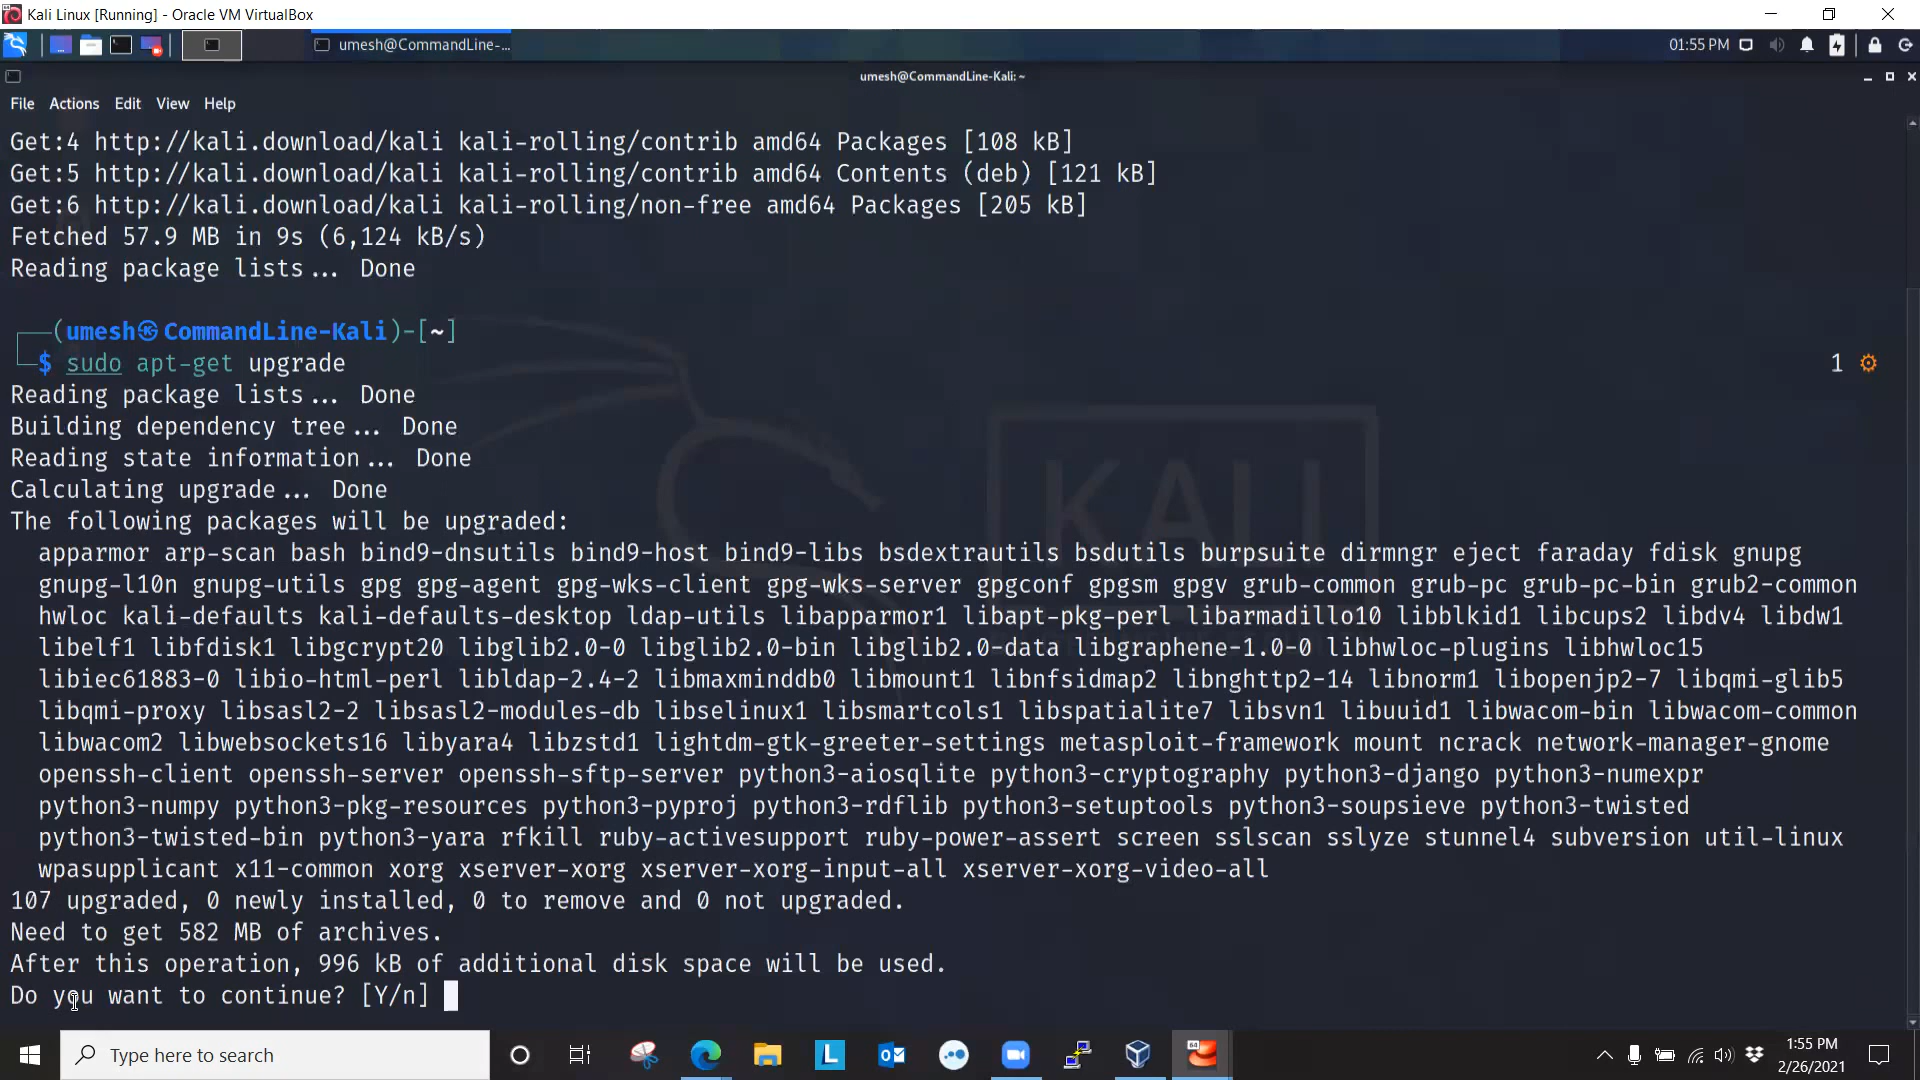 Kali Linux [Running] - Oracle VM VirtualBox
umesh@CommandLine-...
01:55 PM
umesh@CommandLine-Kali: ~
File Actions Edit View Help
Get:4 http://kali.download/kali kali-rolling/contrib amd64 Packages [108 kB]
Get:5 http://kali.download/kali kali-rolling/contrib amd64 Contents (deb) [121 kB]
Get:6 http://kali.download/kali kali-rolling/non-free amd64 Packages [205 kB]
Fetched 57.9 MB in 9s (6,124 kB/s)
Reading package lists... Done
┌──(umesh㉿CommandLine-Kali)-[~]
└─$ sudo apt-get upgrade 1 ⚙
Reading package lists... Done
Building dependency tree... Done
Reading state information... Done
Calculating upgrade... Done
The following packages will be upgraded:
apparmor arp-scan bash bind9-dnsutils bind9-host bind9-libs bsdextrautils bsdutils burpsuite dirmngr eject faraday fdisk gnupg
gnupg-l10n gnupg-utils gpg gpg-agent gpg-wks-client gpg-wks-server gpgconf gpgsm gpgv grub-common grub-pc grub-pc-bin grub2-common
hwloc kali-defaults kali-defaults-desktop ldap-utils libapparmor1 libapt-pkg-perl libarmadillo10 libblkid1 libcups2 libdv4 libdw1
libelf1 libfdisk1 libgcrypt20 libglib2.0-0 libglib2.0-bin libglib2.0-data libgraphene-1.0-0 libhwloc-plugins libhwloc15
libiec61883-0 libio-html-perl libldap-2.4-2 libmaxminddb0 libmount1 libnfsidmap2 libnghttp2-14 libnorm1 libopenjp2-7 libqmi-glib5
libqmi-proxy libsasl2-2 libsasl2-modules-db libselinux1 libsmartcols1 libspatialite7 libsvn1 libuuid1 libwacom-bin libwacom-common
libwacom2 libwebsockets16 libyara4 libzstd1 lightdm-gtk-greeter-settings metasploit-framework mount ncrack network-manager-gnome
openssh-client openssh-server openssh-sftp-server python3-aiosqlite python3-cryptography python3-django python3-numexpr
python3-numpy python3-pkg-resources python3-pyproj python3-rdflib python3-setuptools python3-soupsieve python3-twisted
python3-twisted-bin python3-yara rfkill ruby-activesupport ruby-power-assert screen sslscan sslyze stunnel4 subversion util-linux
wpasupplicant x11-common xorg xserver-xorg xserver-xorg-input-all xserver-xorg-video-all
107 upgraded, 0 newly installed, 0 to remove and 0 not upgraded.
Need to get 582 MB of archives.
After this operation, 996 kB of additional disk space will be used.
Do you want to continue? [Y/n]
KALI
Type here to search
1:55 PM
2/26/2021